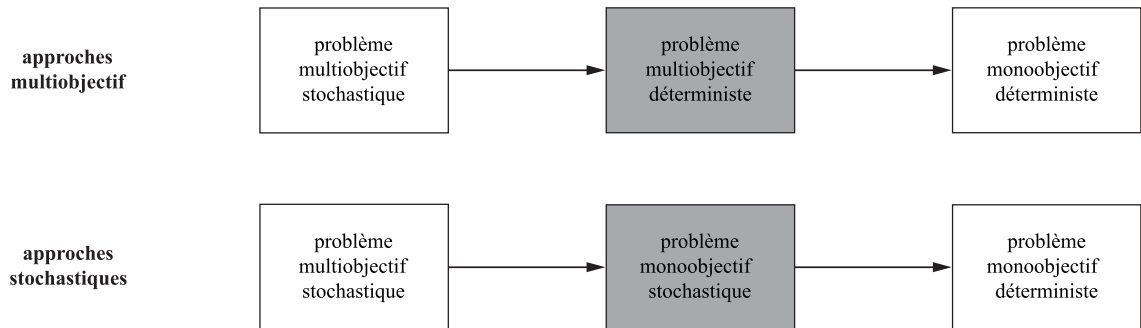 approches
multiobjectif
problème
multiobjectif
stochastique
problème
multiobjectif
déterministe
problème
monoobjectif
déterministe
approches
stochastiques
problème
multiobjectif
stochastique
problème
monoobjectif
stochastique
problème
monoobjectif
déterministe